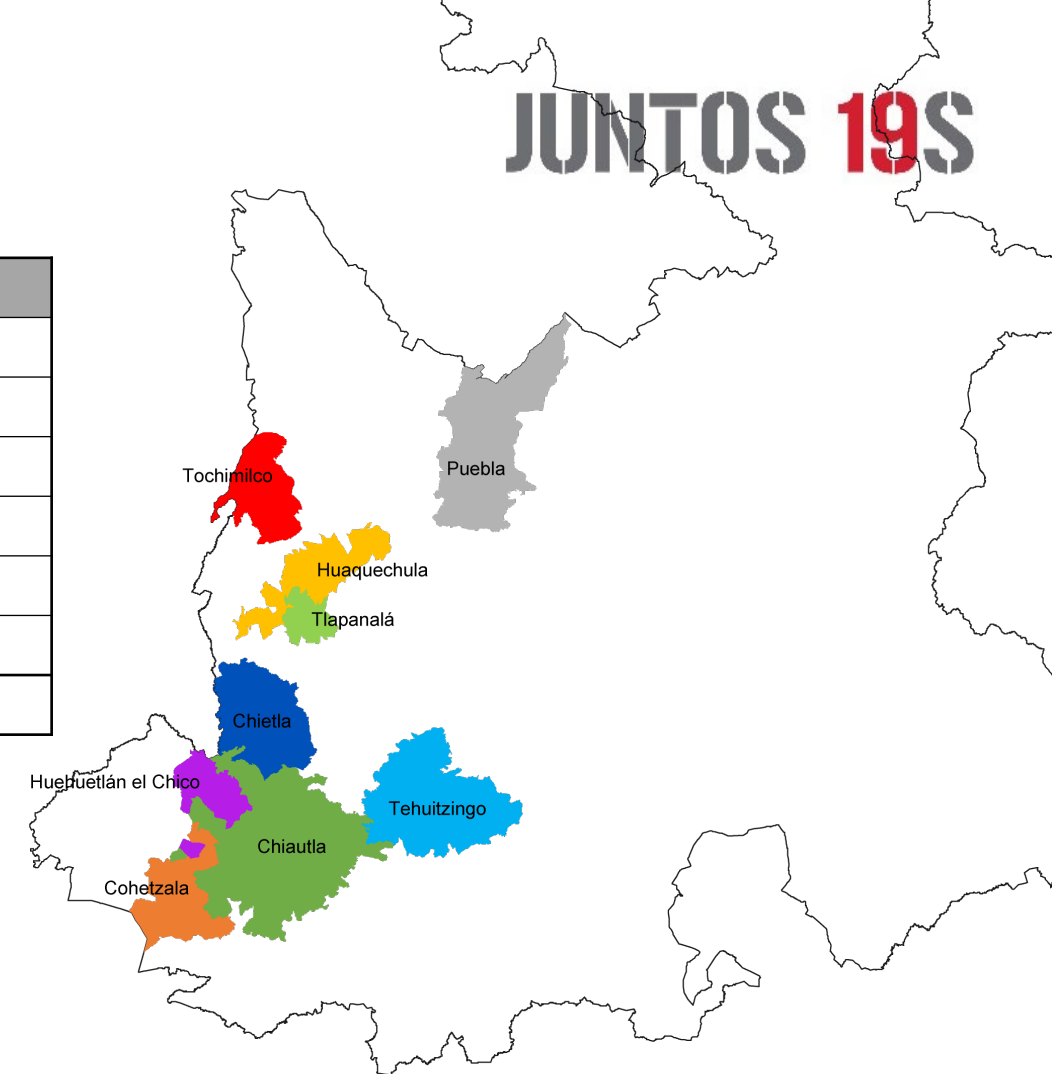 JUNTOS 19S
Tochimilco
Puebla
Huaquechula
Tlapanalá
Chietla
Huehuetlán el Chico
Tehuitzingo
Chiautla
Cohetzala